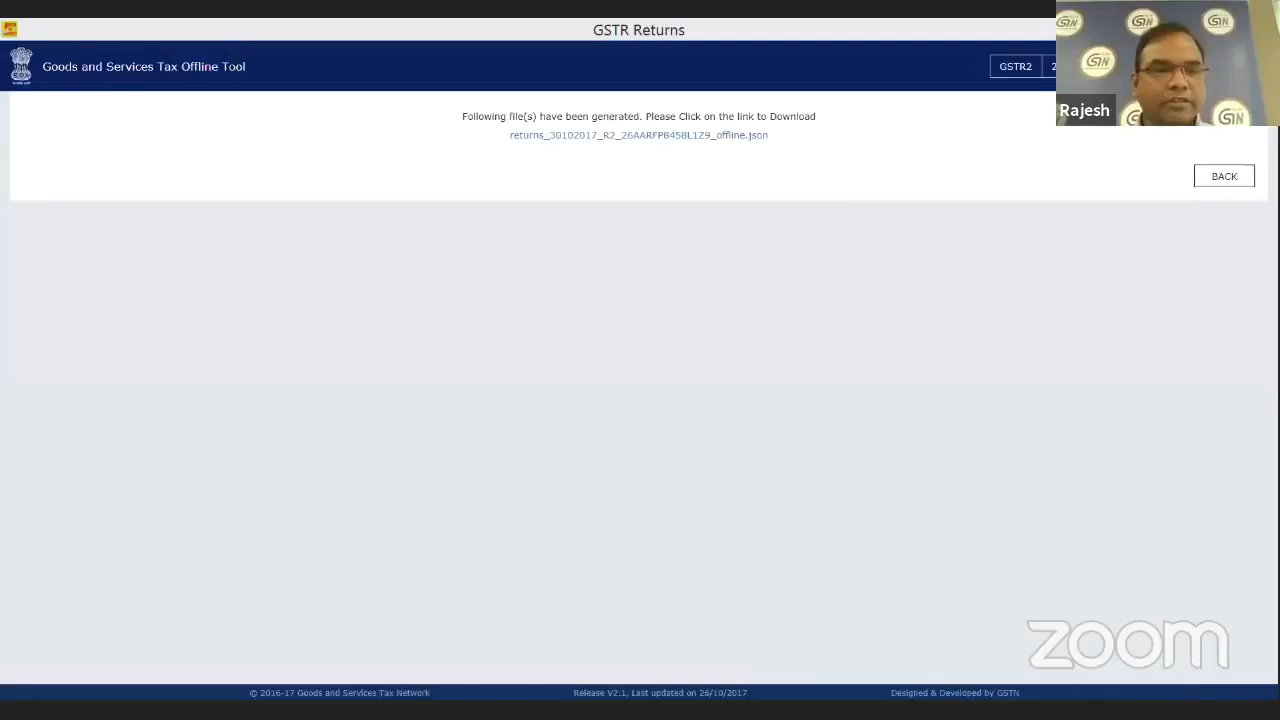 GSTR Returns
Goods and Services Tax Offline Tool
GSTR2
Rajesh
Following file(s) have been generated. Please Click on the link to Download
returns_30102017_R2_26AARFP8458L1Z9_offline.json
BACK
zoom
© 2016-17 Goods and Services Tax Network
Release V2.1, Last updated on 26/10/2017
Designed & Developed by GSTN